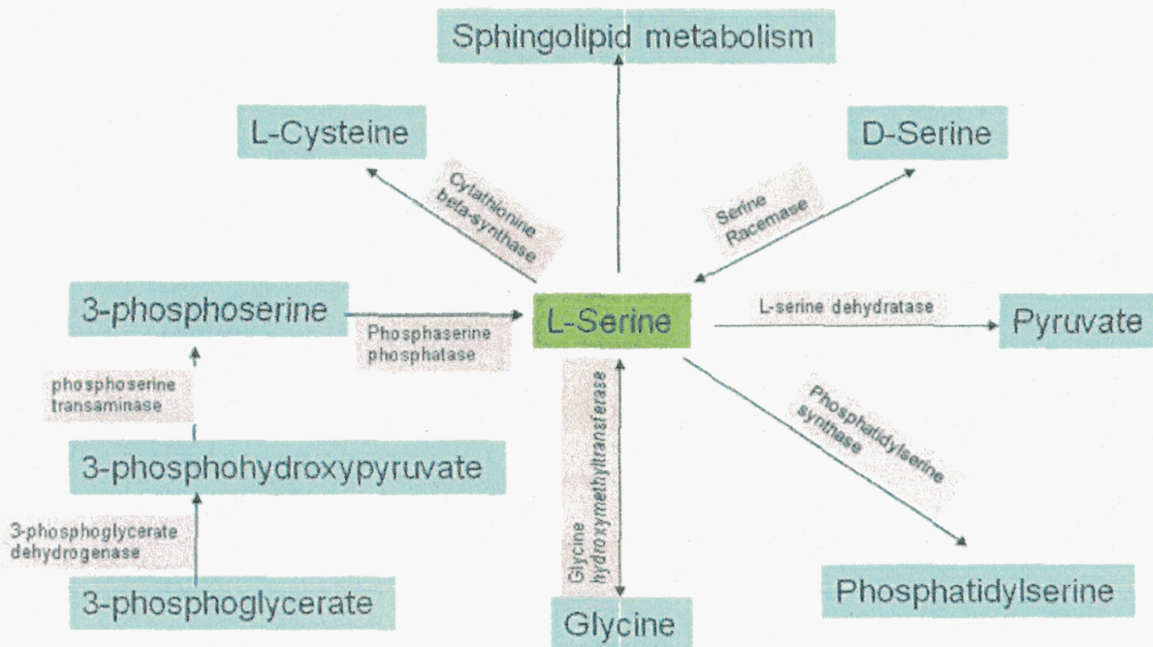 Sphingolipid metabolism
L-Cysteine
D-Serine
Cytathionine
beta-synthase
Serine
Racemase
3-phosphoserine
Phosphaserine
phosphatase
L-Serine
L-serine dehydratase
Pyruvate
phosphoserine
transaminase
Glycine
hydroxymethyltransferase
Phosphatidylserine
synthase
3-phosphohydroxypyruvate
3-phosphoglycerate
dehydrogenase
3-phosphoglycerate
Glycine
Phosphatidylserine